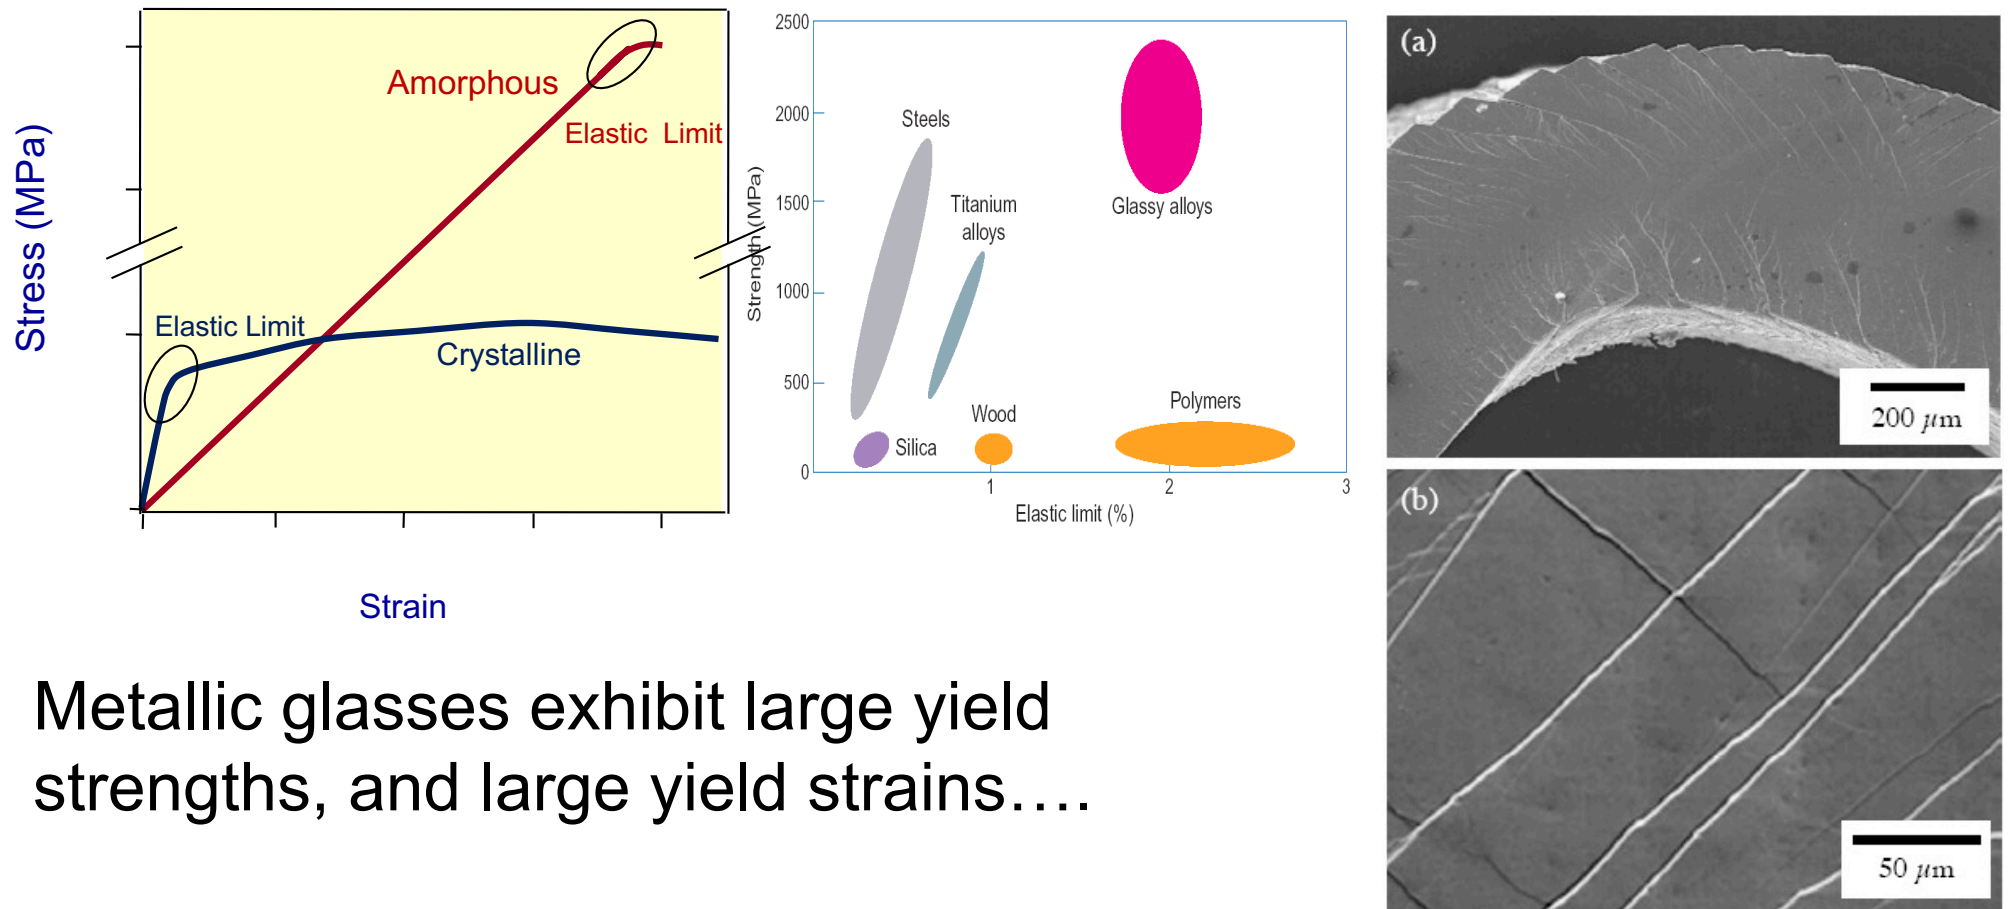 Stress (MPa)
Amorphous
Elastic Limit
Elastic Limit
Crystalline
Strain
Strength (MPa)
2500
2000
1500
1000
500
0
1
2
3
Elastic limit (%)
Steels
Titanium
alloys
Glassy alloys
Wood
Polymers
Silica
(a)
200 µm
(b)
50 µm
Metallic glasses exhibit large yield
strengths, and large yield strains….